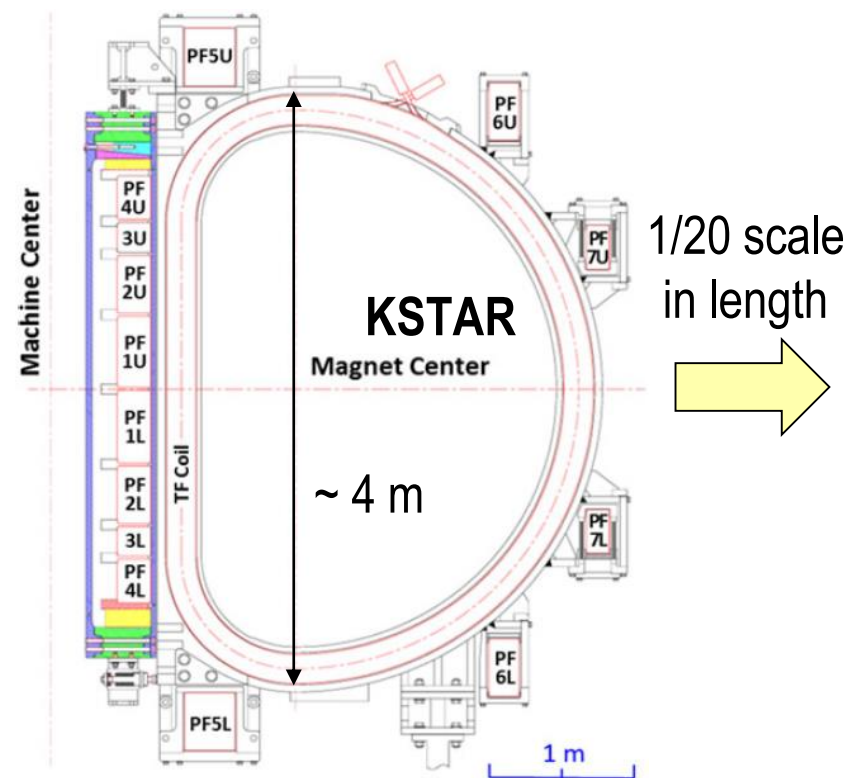 PF5U
PF
6U
PF
4U
3U
PF
2U
PF
7U
1/20 scale
in length
Machine Center
KSTAR
PF
1U
Magnet Center
PF
1L
TF Coil
~ 4 m
PF
2L
3L
PF
7L
PF
4L
PF
6L
PF5L
1 m